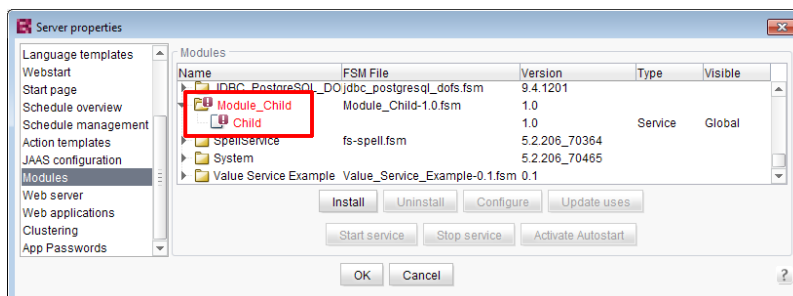 Server properties
Language templates
Webstart
Start page
Schedule overview
Schedule management
Action templates
JAAS configuration
Modules
Web server
Web applications
Clustering
App Passwords
Modules
Name FSM File Version Type Visible
JDBC_PostgreSQL_DO jdbc_postgresql_dofs.fsm 9.4.1201
Module_Child Module_Child-1.0.fsm 1.0
Child 1.0 Service Global
SpellService fs-spell.fsm 5.2.206_70364
System 5.2.206_70465
Value Service Example Value_Service_Example-0.1.fsm 0.1
Install Uninstall Configure Update uses
Start service Stop service Activate Autostart
OK Cancel ?